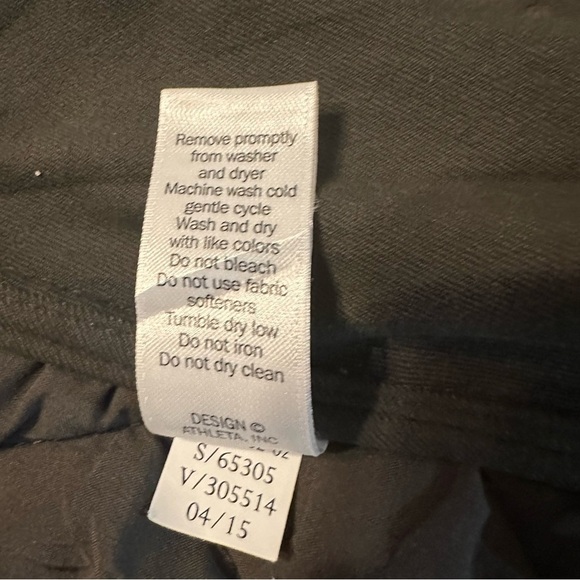 Remove promptly
from washer
and dryer
Machine wash cold
gentle cycle
Wash and dry
with like colors
Do not bleach
Do not use fabric
softeners
Tumble dry low
Do not iron
Do not dry clean
DESIGN ©
ATHLETA, INC
S/65305
V/305514
04/15